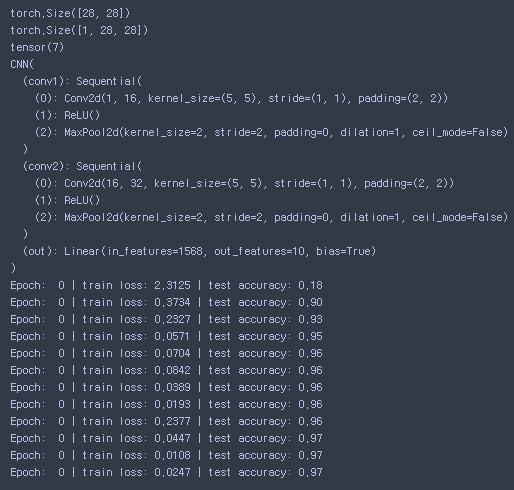 torch.Size([28, 28])
torch.Size([1, 28, 28])
tensor(7)
CNN(
  (conv1): Sequential(
    (0): Conv2d(1, 16, kernel_size=(5, 5), stride=(1, 1), padding=(2, 2))
    (1): ReLU()
    (2): MaxPool2d(kernel_size=2, stride=2, padding=0, dilation=1, ceil_mode=False)
  )
  (conv2): Sequential(
    (0): Conv2d(16, 32, kernel_size=(5, 5), stride=(1, 1), padding=(2, 2))
    (1): ReLU()
    (2): MaxPool2d(kernel_size=2, stride=2, padding=0, dilation=1, ceil_mode=False)
  )
  (out): Linear(in_features=1568, out_features=10, bias=True)
)
Epoch:  0 | train loss: 2.3125 | test accuracy: 0.18
Epoch:  0 | train loss: 0.3734 | test accuracy: 0.90
Epoch:  0 | train loss: 0.2327 | test accuracy: 0.93
Epoch:  0 | train loss: 0.0571 | test accuracy: 0.95
Epoch:  0 | train loss: 0.0704 | test accuracy: 0.96
Epoch:  0 | train loss: 0.0842 | test accuracy: 0.96
Epoch:  0 | train loss: 0.0389 | test accuracy: 0.96
Epoch:  0 | train loss: 0.0193 | test accuracy: 0.96
Epoch:  0 | train loss: 0.2377 | test accuracy: 0.96
Epoch:  0 | train loss: 0.0447 | test accuracy: 0.97
Epoch:  0 | train loss: 0.0108 | test accuracy: 0.97
Epoch:  0 | train loss: 0.0247 | test accuracy: 0.97